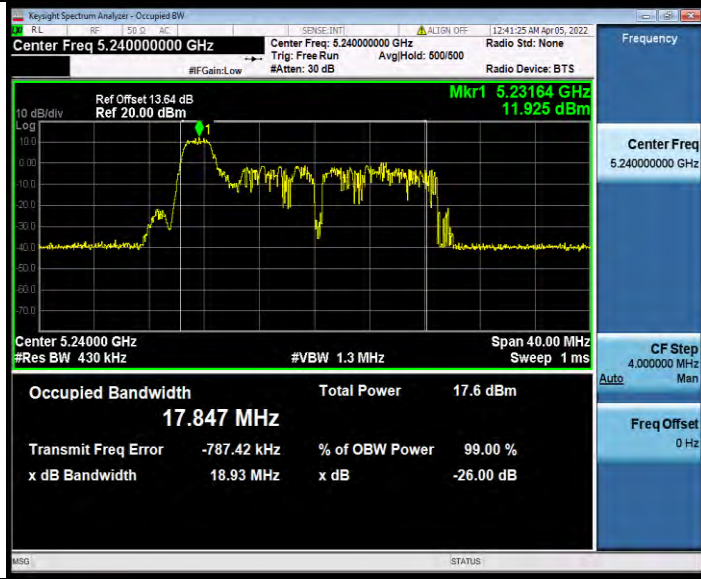 Keysight Spectrum Analyzer - Occupied BW
RL RF 50 Ω AC SENSE:INT ALIGN OFF 12:41:25 AM Apr 05, 2022
Center Freq 5.240000000 GHz
Center Freq: 5.240000000 GHz Radio Std: None
Trig: Free Run Avg|Hold: 500/500
#IFGain:Low #Atten: 30 dB Radio Device: BTS
Frequency
Ref Offset 13.64 dB Mkr1 5.23164 GHz
10 dB/div Ref 20.00 dBm 11.925 dBm
Log
1
10.0
0.00
-10.0
-20.0
-30.0
-40.0
-50.0
-60.0
-70.0
Center 5.24000 GHz Span 40.00 MHz
#Res BW 430 kHz #VBW 1.3 MHz Sweep 1 ms
Occupied Bandwidth Total Power 17.6 dBm
17.847 MHz
Transmit Freq Error -787.42 kHz % of OBW Power 99.00 %
x dB Bandwidth 18.93 MHz x dB -26.00 dB
Center Freq
5.240000000 GHz
CF Step
4.000000 MHz
Auto Man
Freq Offset
0 Hz
MSG STATUS